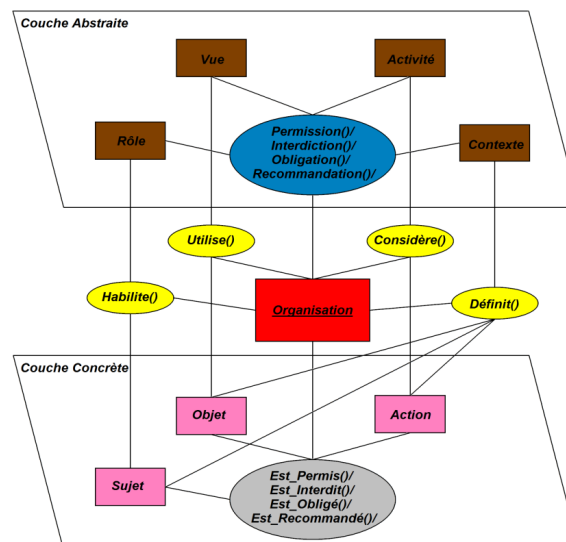 Couche Abstraite
Vue
Activité
Rôle
Permission()/
Interdiction()/
Obligation()/
Recommandation()/
Contexte
Utilise()
Considère()
Habilite()
Organisation
Définit()
Couche Concrète
Objet
Action
Sujet
Est_Permis()/
Est_Interdit()/
Est_Obligé()/
Est_Recommandé()/